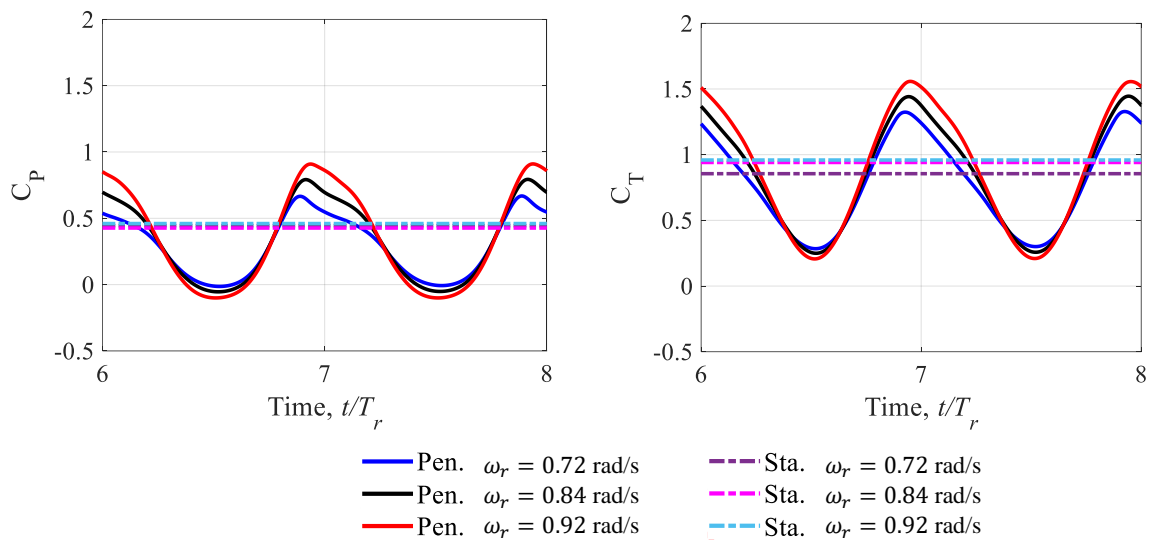 2
1.5
1
0.5
0
-0.5
C_P
6
7
8
Time, t/T_r
2
1.5
1
0.5
0
-0.5
C_T
6
7
8
Time, t/T_r
Pen. ω_r = 0.72 rad/s
Pen. ω_r = 0.84 rad/s
Pen. ω_r = 0.92 rad/s
Sta. ω_r = 0.72 rad/s
Sta. ω_r = 0.84 rad/s
Sta. ω_r = 0.92 rad/s